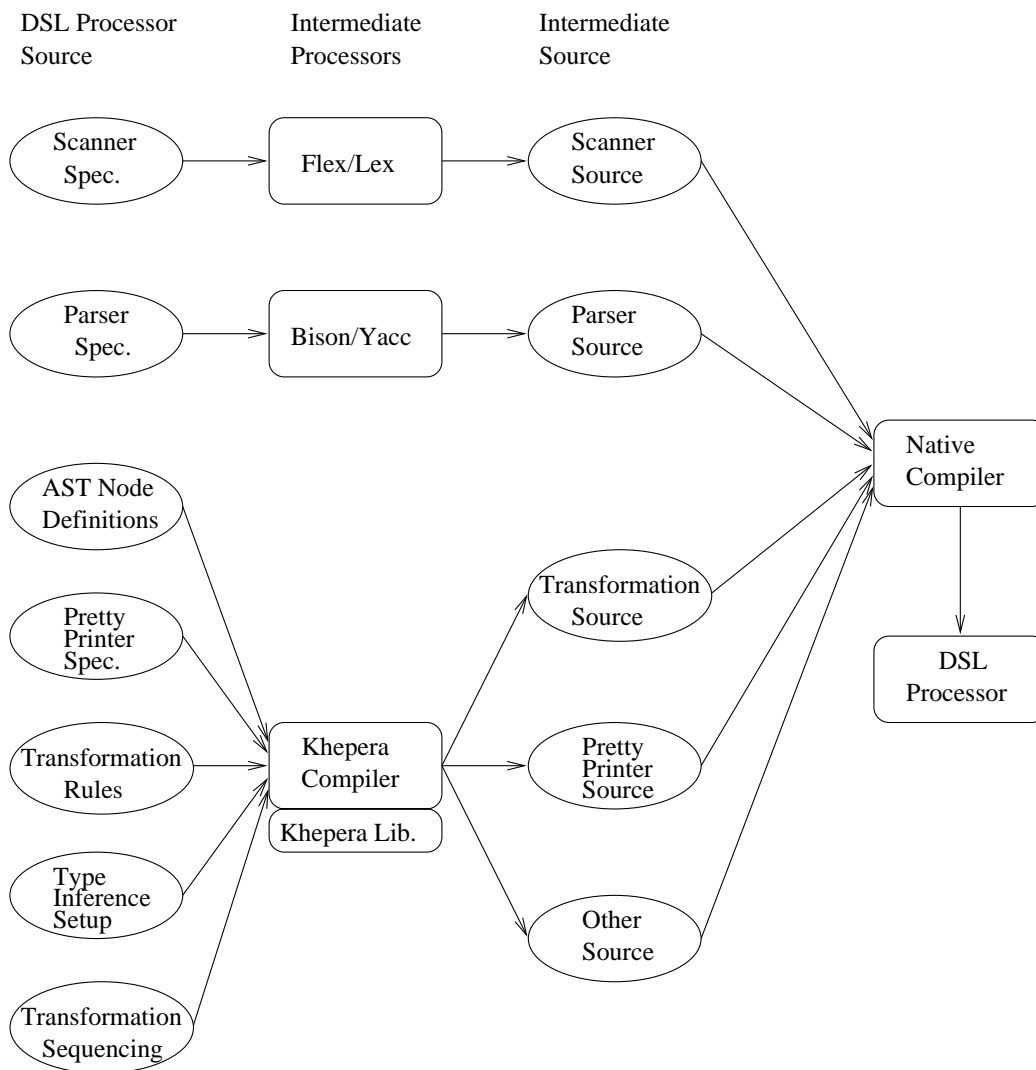 DSL Processor
Source
Intermediate
Processors
Intermediate
Source
Scanner
Spec.
Flex/Lex
Scanner
Source
Parser
Spec.
Bison/Yacc
Parser
Source
Native
Compiler
AST Node
Definitions
Transformation
Source
Pretty
Printer
Spec.
DSL
Processor
Khepera
Compiler
Khepera Lib.
Pretty
Printer
Source
Transformation
Rules
Type
Inference
Setup
Other
Source
Transformation
Sequencing